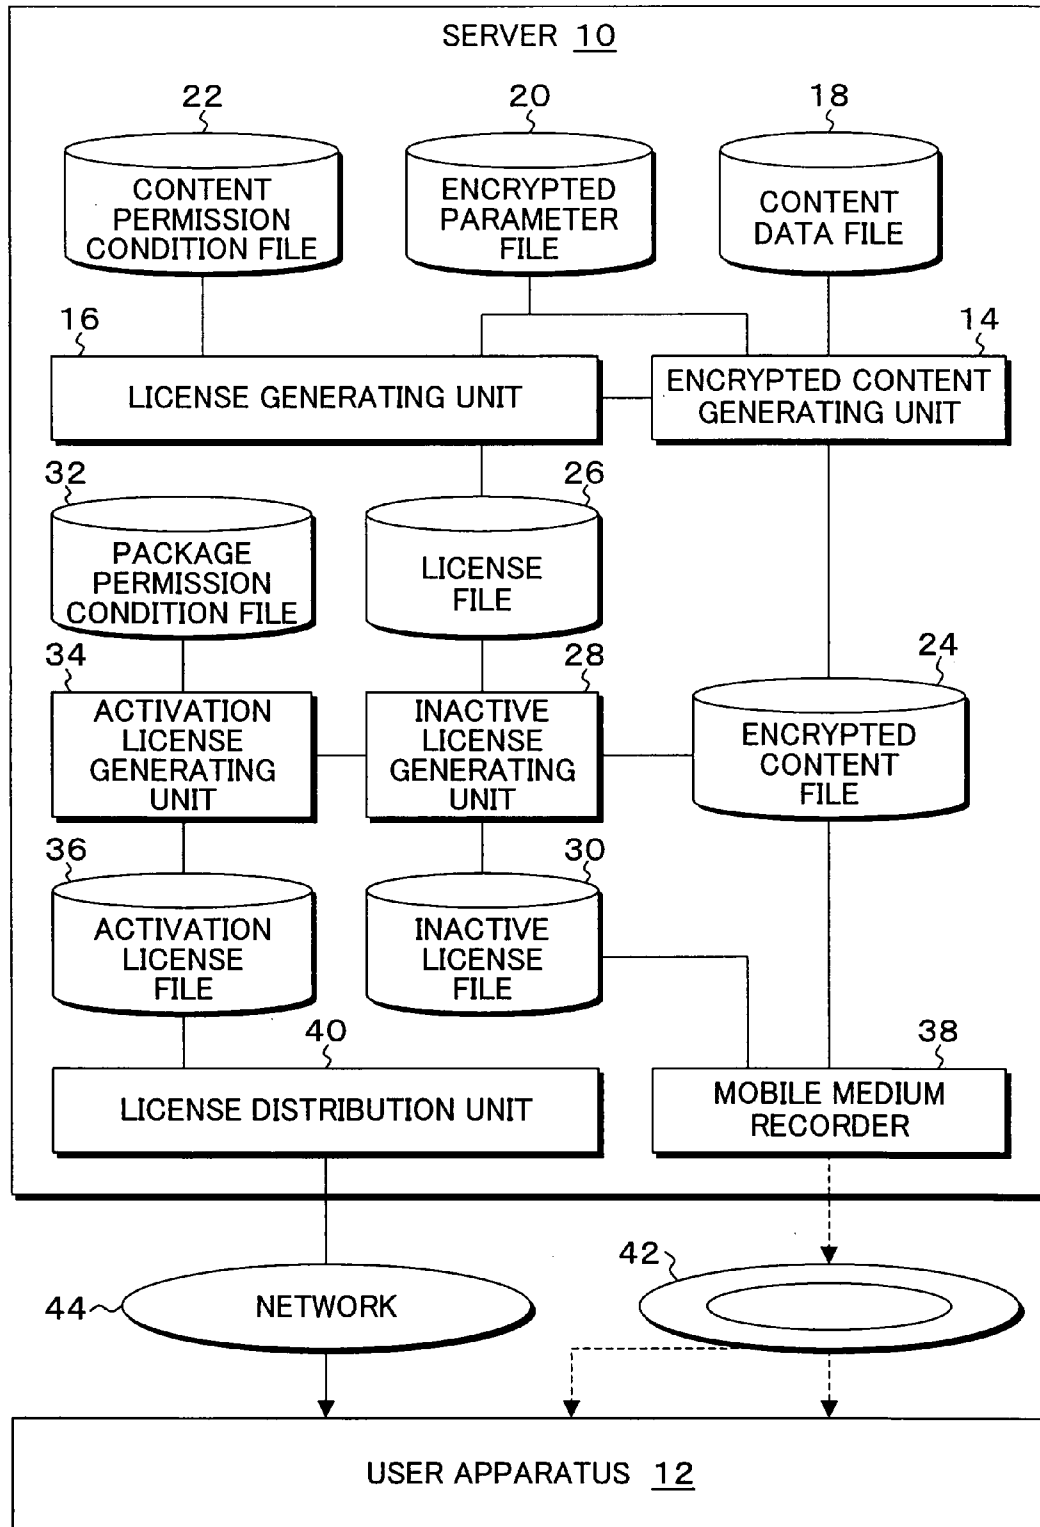 SERVER 10
22
20
18
CONTENT
PERMISSION
CONDITION FILE
ENCRYPTED
PARAMETER
FILE
CONTENT
DATA FILE
16
14
LICENSE GENERATING UNIT
ENCRYPTED CONTENT
GENERATING UNIT
32
26
PACKAGE
PERMISSION
CONDITION FILE
LICENSE
FILE
34
28
24
ACTIVATION
LICENSE
GENERATING
UNIT
INACTIVE
LICENSE
GENERATING
UNIT
ENCRYPTED
CONTENT
FILE
36
30
ACTIVATION
LICENSE
FILE
INACTIVE
LICENSE
FILE
40
38
LICENSE DISTRIBUTION UNIT
MOBILE MEDIUM
RECORDER
42
44
NETWORK
USER APPARATUS 12